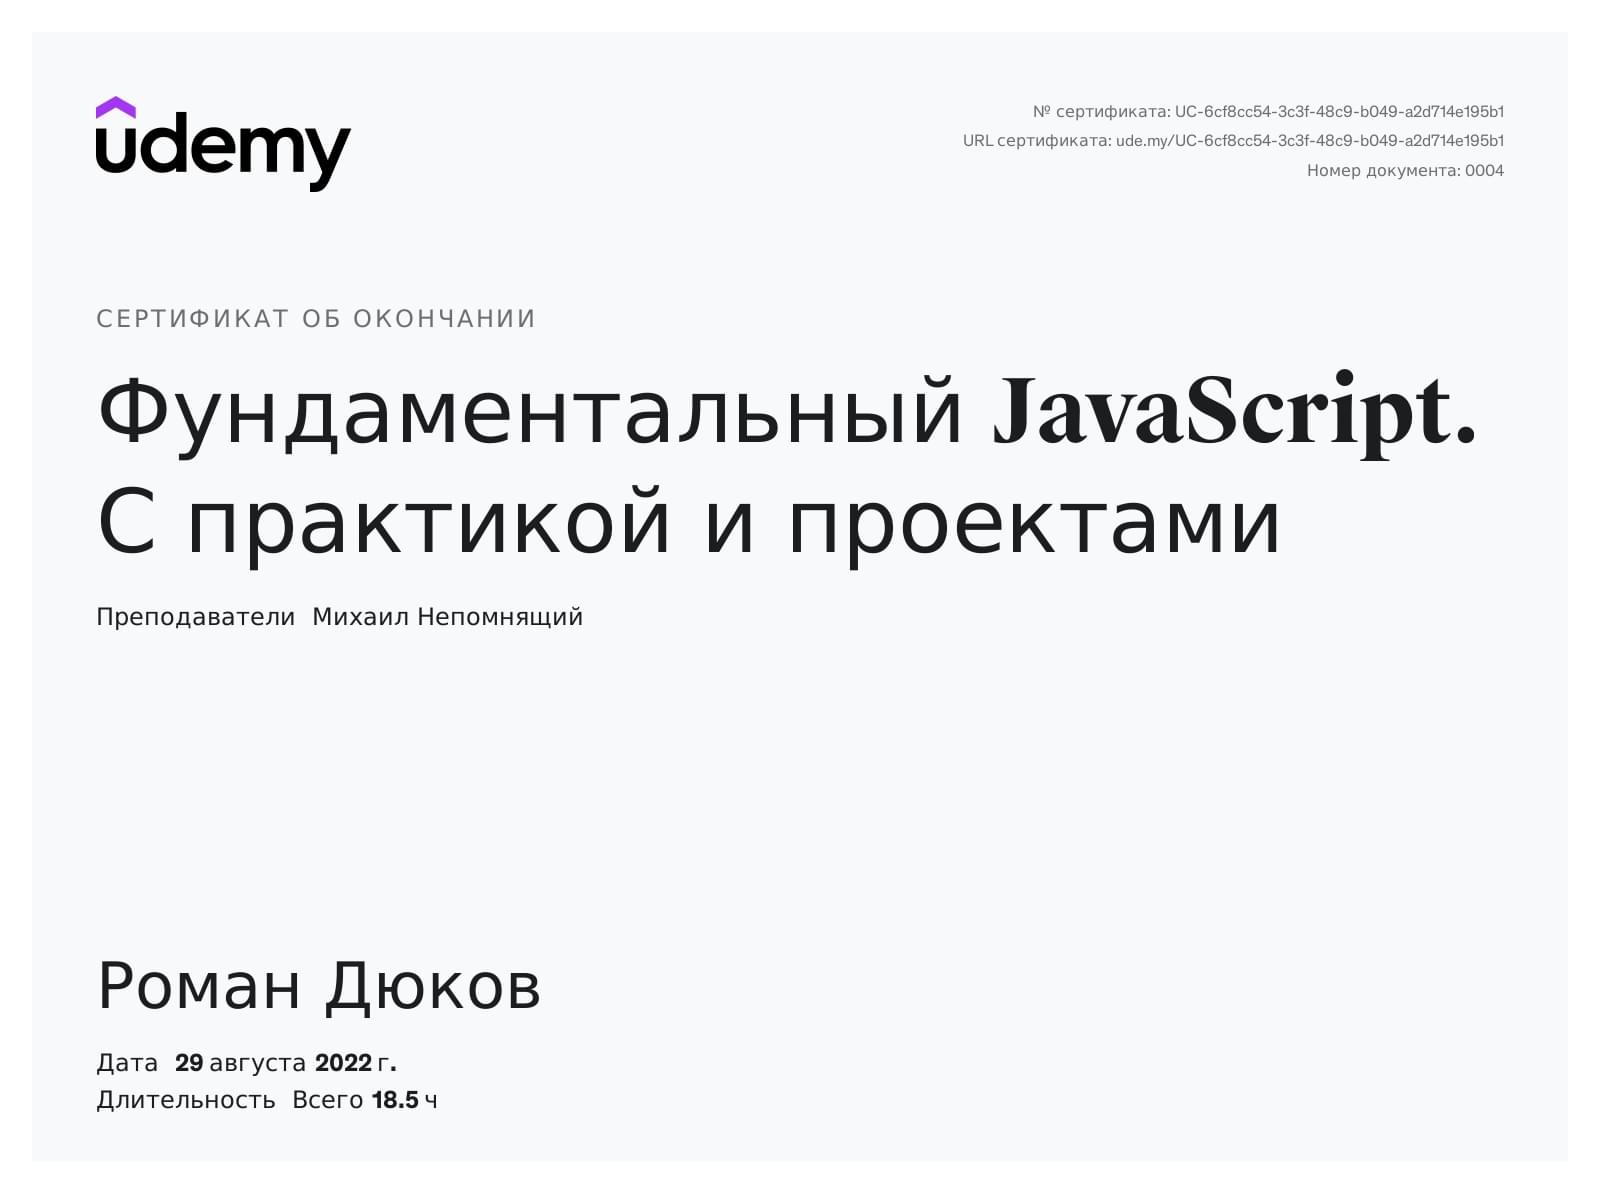 udemy
№ сертификата: UC-6cf8cc54-3c3f-48c9-b049-a2d714e195b1
URL сертификата: ude.my/UC-6cf8cc54-3c3f-48c9-b049-a2d714e195b1
Номер документа: 0004
СЕРТИФИКАТ ОБ ОКОНЧАНИИ
Фундаментальный JavaScript.
С практикой и проектами
Преподаватели Михаил Непомнящий
Роман Дюков
Дата 29 августа 2022 г.
Длительность Всего 18.5 ч